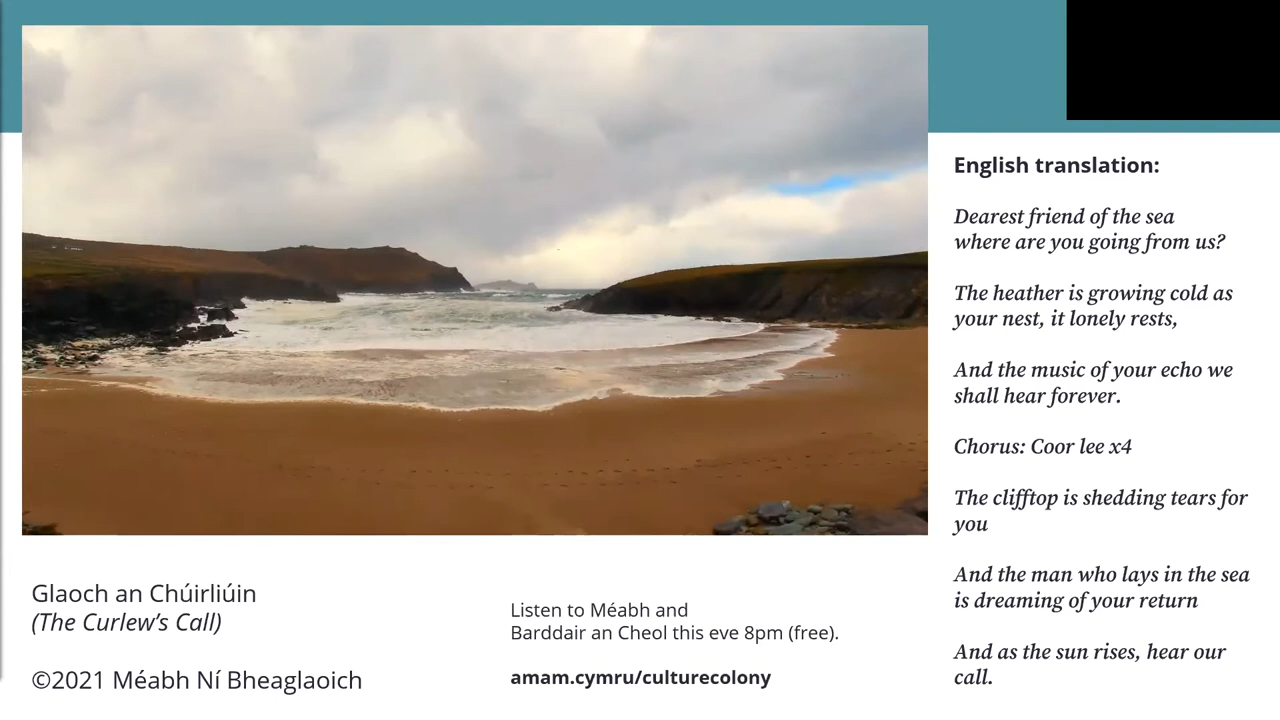 English translation:
Dearest friend of the sea
where are you going from us?
The heather is growing cold as
your nest, it lonely rests,
And the music of your echo we
shall hear forever.
Chorus: Coor lee x4
The clifftop is shedding tears for
you
And the man who lays in the sea
is dreaming of your return
And as the sun rises, hear our
call.
Glaoch an Chúirliúin
(The Curlew’s Call)
©2021 Méabh Ní Bheaglaoich
Listen to Méabh and
Barddair an Cheol this eve 8pm (free).
amam.cymru/culturecolony